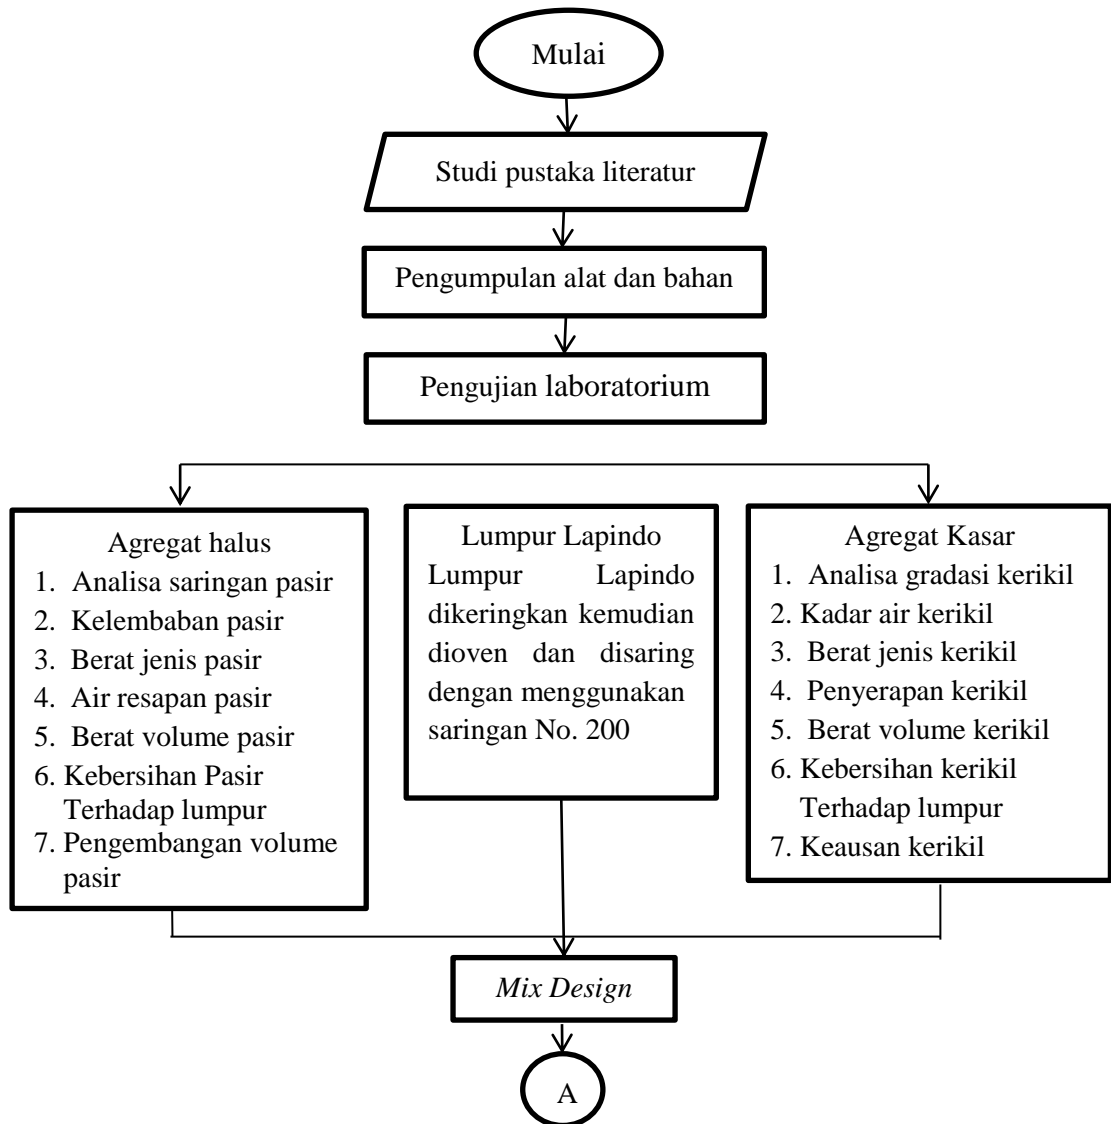 Mulai
Studi pustaka literatur
Pengumpulan alat dan bahan
Pengujian laboratorium
Agregat halus
1. Analisa saringan pasir
2. Kelembaban pasir
3. Berat jenis pasir
4. Air resapan pasir
5. Berat volume pasir
6. Kebersihan Pasir
Terhadap lumpur
7. Pengembangan volume
pasir
Lumpur Lapindo
Lumpur Lapindo
dikeringkan kemudian
dioven dan disaring
dengan menggunakan
saringan No. 200
Agregat Kasar
1. Analisa gradasi kerikil
2. Kadar air kerikil
3. Berat jenis kerikil
4. Penyerapan kerikil
5. Berat volume kerikil
6. Kebersihan kerikil
Terhadap lumpur
7. Keausan kerikil
Mix Design
A